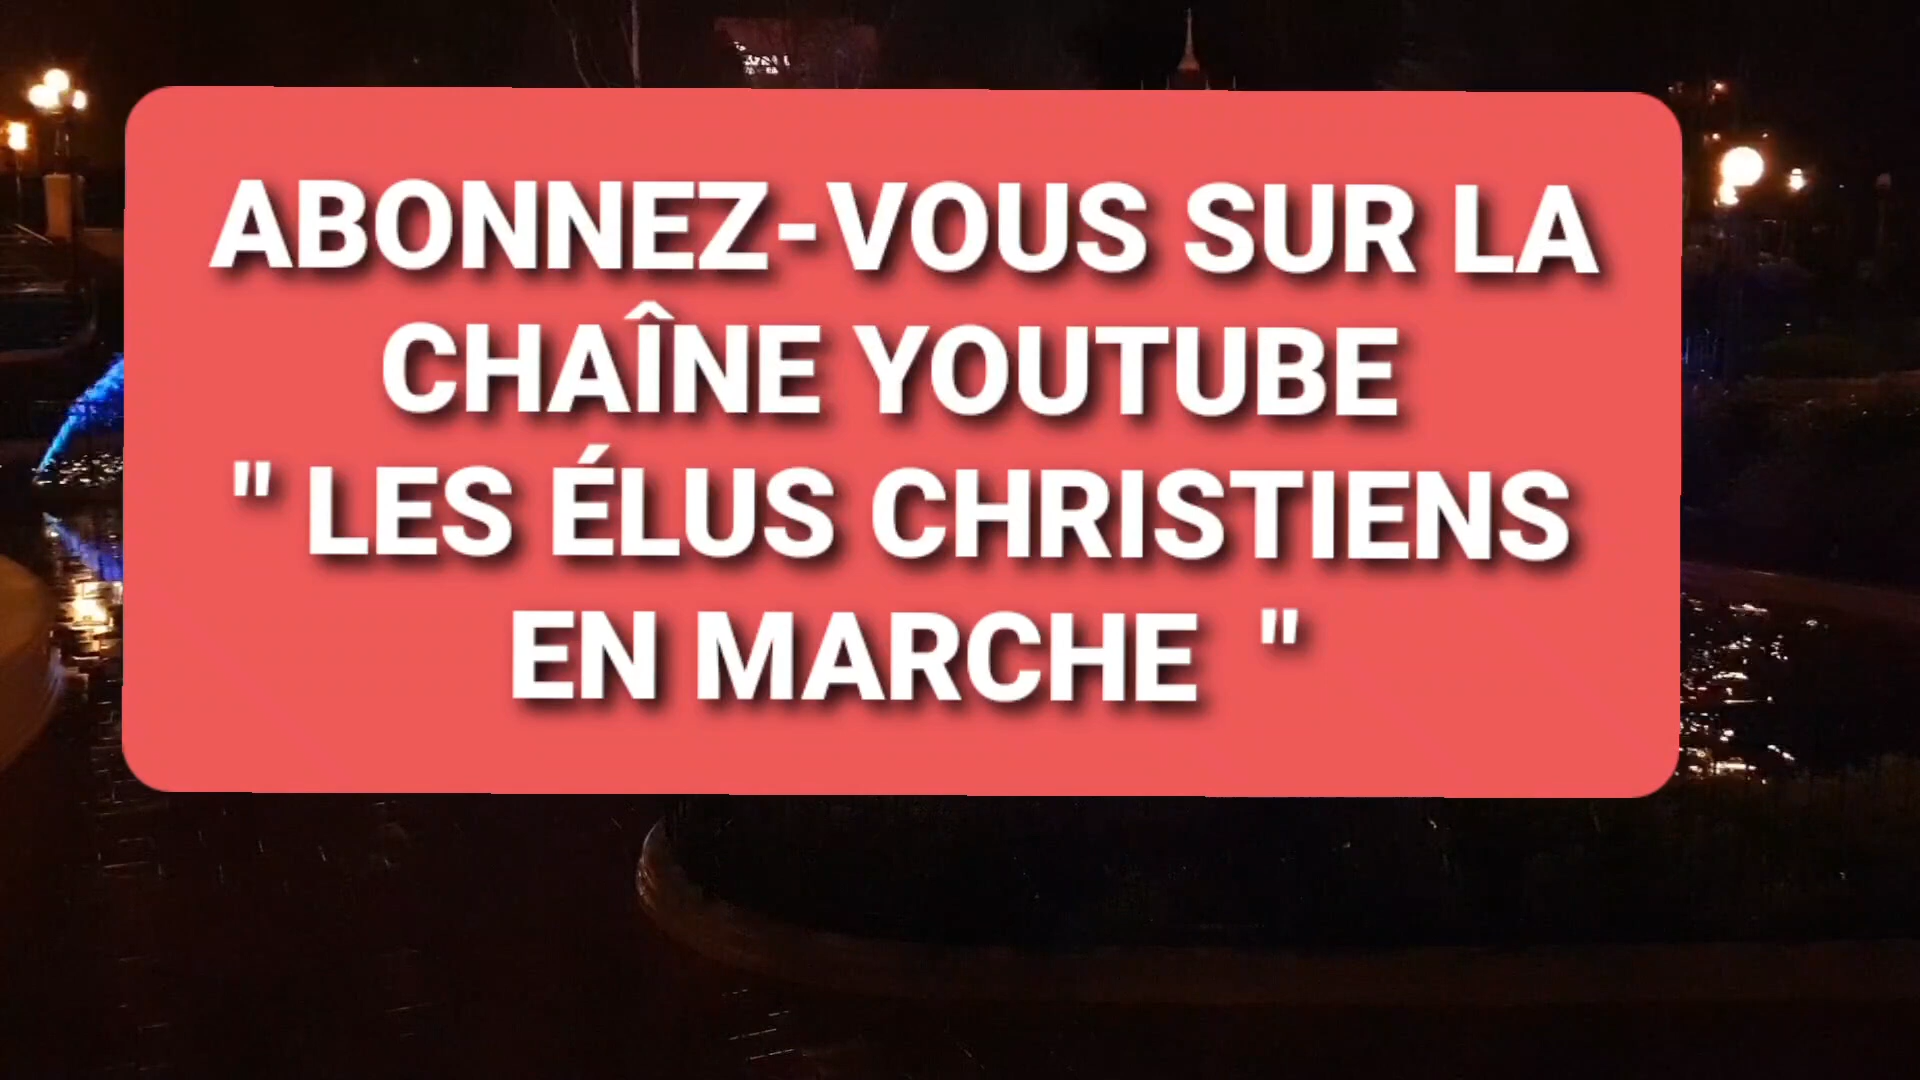 ABONNEZ-VOUS SUR LA
CHAÎNE YOUTUBE
" LES ÉLUS CHRISTIENS
EN MARCHE "